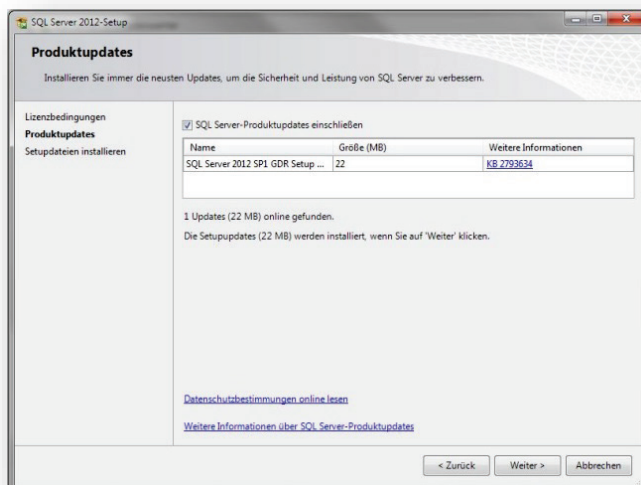 SQL Server 2012-Setup
Produktupdates
Installieren Sie immer die neusten Updates, um die Sicherheit und Leistung von SQL Server zu verbessern.
Lizenzbedingungen
Produktupdates
Setupdateien installieren
SQL Server-Produktupdates einschließen
Name Größe (MB) Weitere Informationen
SQL Server 2012 SP1 GDR Setup ... 22 KB 2793634
1 Updates (22 MB) online gefunden.
Die Setupupdates (22 MB) werden installiert, wenn Sie auf 'Weiter' klicken.
Datenschutzbestimmungen online lesen
Weitere Informationen über SQL Server-Produktupdates
< Zurück Weiter > Abbrechen